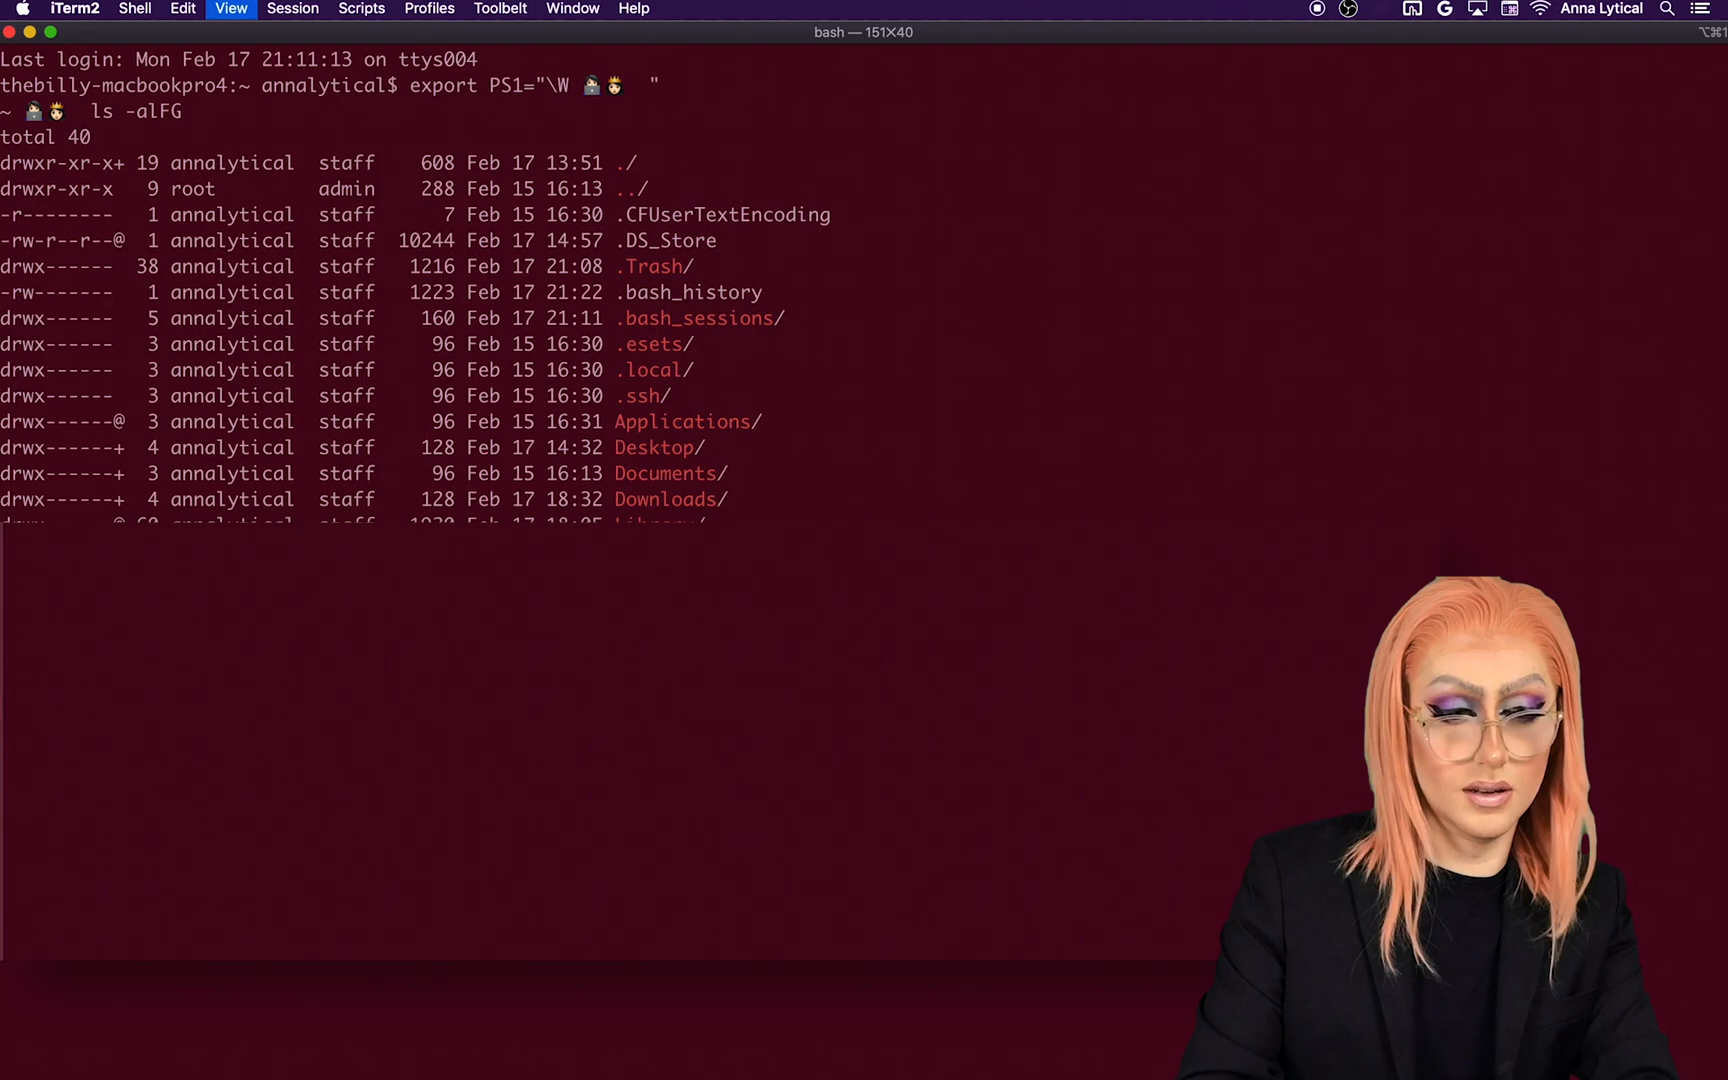 iTerm2 Shell Edit View Session Scripts Profiles Toolbelt Window Help Anna Lytical
bash — 151×40 ⌥⌘1
Last login: Mon Feb 17 21:11:13 on ttys004
thebilly-macbookpro4:~ annalytical$ export PS1="\W 👩🏻‍💻👸🏻  "
~ 👩🏻‍💻👸🏻  ls -alFG
total 40
drwxr-xr-x+ 19 annalytical  staff    608 Feb 17 13:51 ./
drwxr-xr-x   9 root         admin    288 Feb 15 16:13 ../
-r--------   1 annalytical  staff      7 Feb 15 16:30 .CFUserTextEncoding
-rw-r--r--@  1 annalytical  staff  10244 Feb 17 14:57 .DS_Store
drwx------  38 annalytical  staff   1216 Feb 17 21:08 .Trash/
-rw-------   1 annalytical  staff   1223 Feb 17 21:22 .bash_history
drwx------   5 annalytical  staff    160 Feb 17 21:11 .bash_sessions/
drwx------   3 annalytical  staff     96 Feb 15 16:30 .esets/
drwx------   3 annalytical  staff     96 Feb 15 16:30 .local/
drwx------   3 annalytical  staff     96 Feb 15 16:30 .ssh/
drwx------@  3 annalytical  staff     96 Feb 15 16:31 Applications/
drwx------+  4 annalytical  staff    128 Feb 17 14:32 Desktop/
drwx------+  3 annalytical  staff     96 Feb 15 16:13 Documents/
drwx------+  4 annalytical  staff    128 Feb 17 18:32 Downloads/